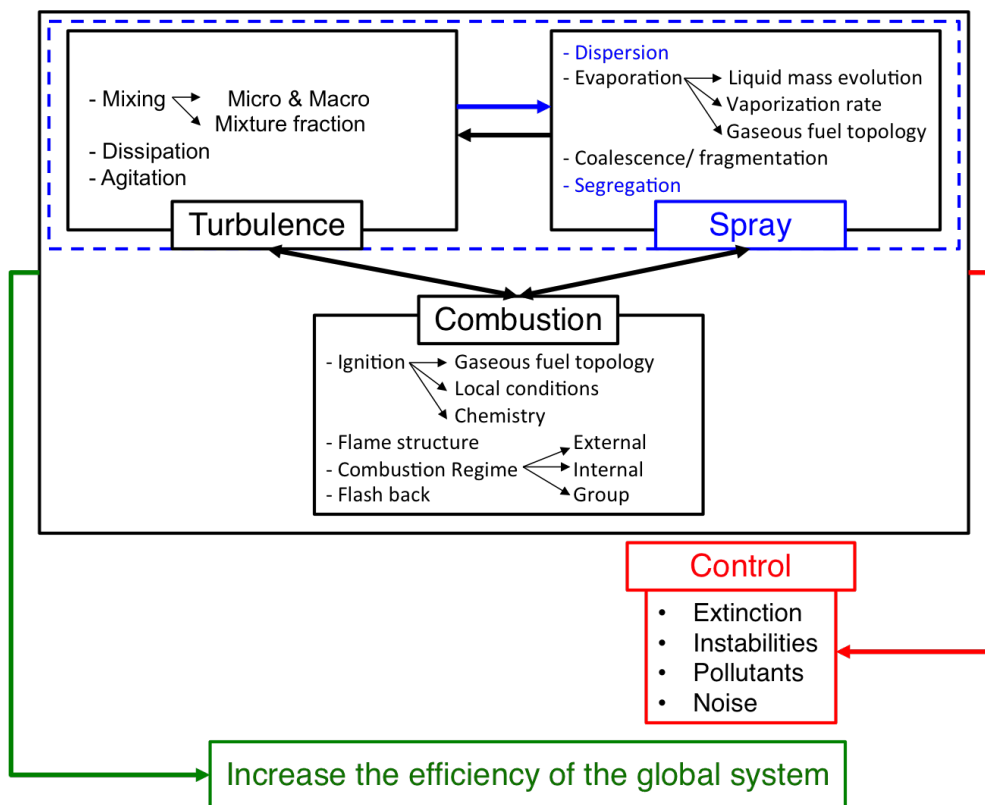 - Mixing
Micro & Macro
Mixture fraction
- Dissipation
- Agitation
Turbulence
- Dispersion
- Evaporation
Liquid mass evolution
Vaporization rate
Gaseous fuel topology
- Coalescence/ fragmentation
- Segregation
Spray
Combustion
- Ignition
Gaseous fuel topology
Local conditions
Chemistry
- Flame structure
- Combustion Regime
External
Internal
Group
- Flash back
Control
• Extinction
• Instabilities
• Pollutants
• Noise
Increase the efficiency of the global system